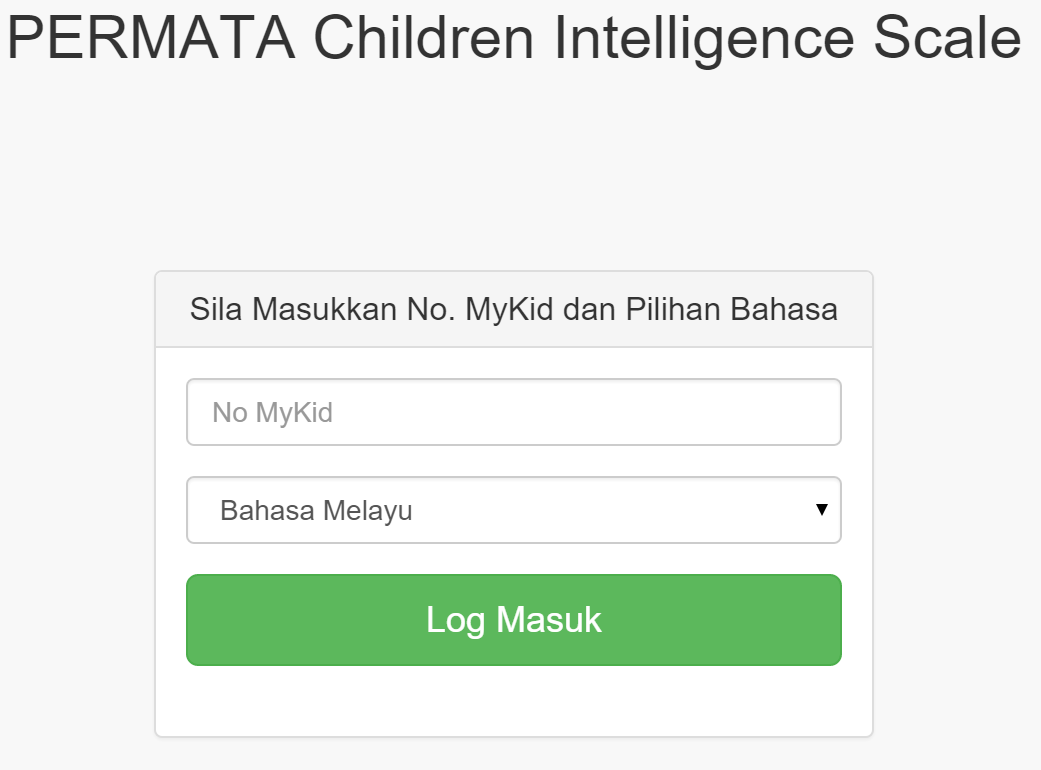 PERMATA Children Intelligence Scale
Sila Masukkan No. MyKid dan Pilihan Bahasa
No MyKid
Bahasa Melayu
Log Masuk